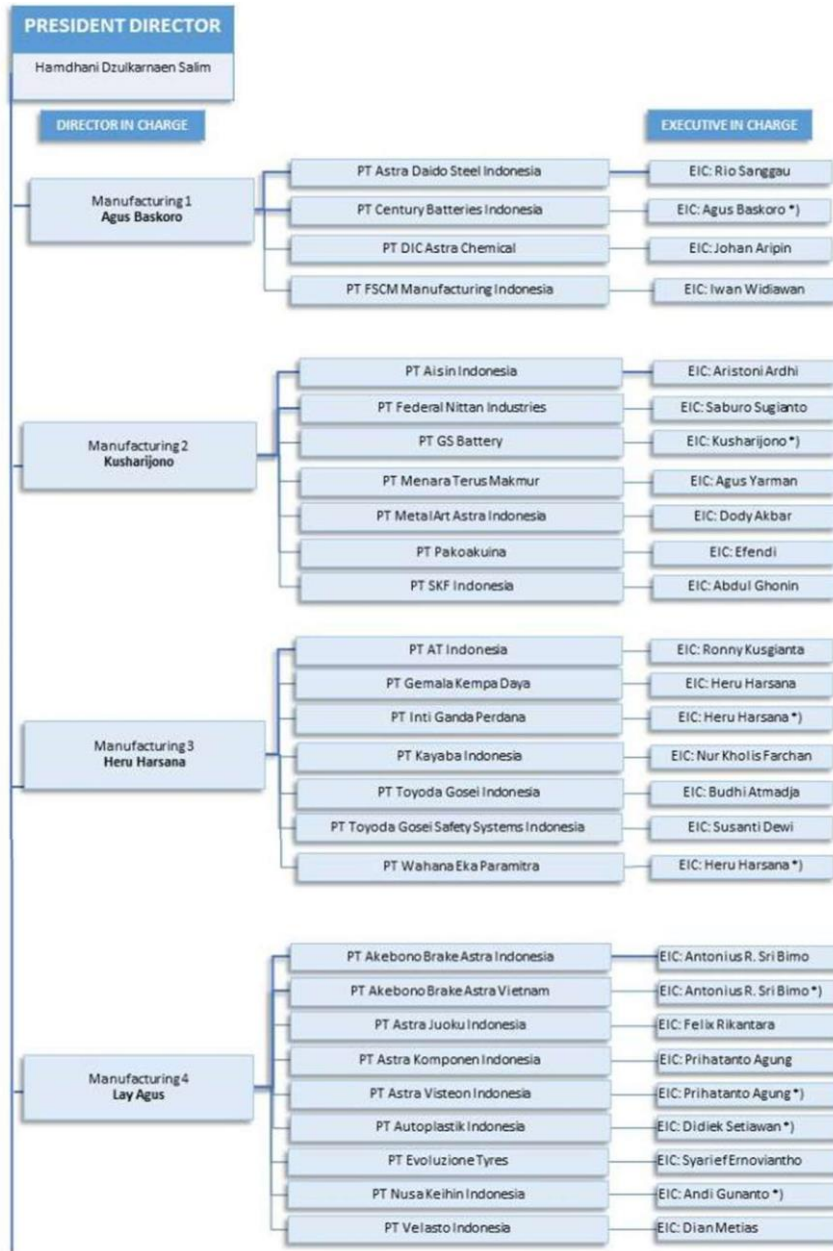 PRESIDENT DIRECTOR
Hamdhani Dzulkarnaen Salim
DIRECTOR IN CHARGE
EXECUTIVE IN CHARGE
Manufacturing 1
Agus Baskoro
PT Astra Daido Steel Indonesia
EIC: Rio Sanggau
PT Century Batteries Indonesia
EIC: Agus Baskoro *)
PT DIC Astra Chemical
EIC: Johan Aripin
PT FSCM Manufacturing Indonesia
EIC: Iwan Widiawan
Manufacturing 2
Kusharijono
PT Aisin Indonesia
EIC: Aristoni Ardhi
PT Federal Nittan Industries
EIC: Saburo Sugianto
PT GS Battery
EIC: Kusharijono *)
PT Menara Terus Makmur
EIC: Agus Yarman
PT Metal Art Astra Indonesia
EIC: Dody Akbar
PT Pakoakuina
EIC: Efendi
PT SKF Indonesia
EIC: Abdul Ghonin
Manufacturing 3
Heru Harsana
PT AT Indonesia
EIC: Ronny Kusgianta
PT Gemala Kempa Daya
EIC: Heru Harsana
PT Inti Ganda Perdana
EIC: Heru Harsana *)
PT Kayaba Indonesia
EIC: Nur Kholis Farchan
PT Toyoda Gosei Indonesia
EIC: Budhi Atmadja
PT Toyoda Gosei Safety Systems Indonesia
EIC: Susanti Dewi
PT Wahana Eka Paramitra
EIC: Heru Harsana *)
Manufacturing 4
Lay Agus
PT Akebono Brake Astra Indonesia
EIC: Antonius R. Sri Bimo
PT Akebono Brake Astra Vietnam
EIC: Antonius R. Sri Bimo *)
PT Astra Juoku Indonesia
EIC: Felix Rikantara
PT Astra Komponen Indonesia
EIC: Prihatanto Agung
PT Astra Visteon Indonesia
EIC: Prihatanto Agung *)
PT Autoplastik Indonesia
EIC: Didiek Setiawan *)
PT Evoluzione Tyres
EIC: Syarief Ernoviantho
PT Nusa Keihin Indonesia
EIC: Andi Gunanto *)
PT Velasto Indonesia
EIC: Dian Metias